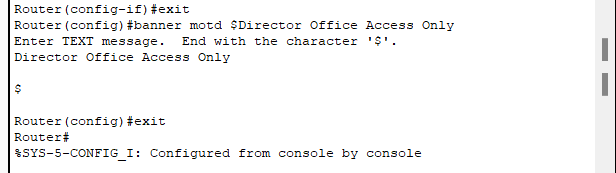 Router(config-if)#exit
Router(config)#banner motd $Director Office Access Only
Enter TEXT message.  End with the character '$'.
Director Office Access Only
$
Router(config)#exit
Router#
%SYS-5-CONFIG_I: Configured from console by console